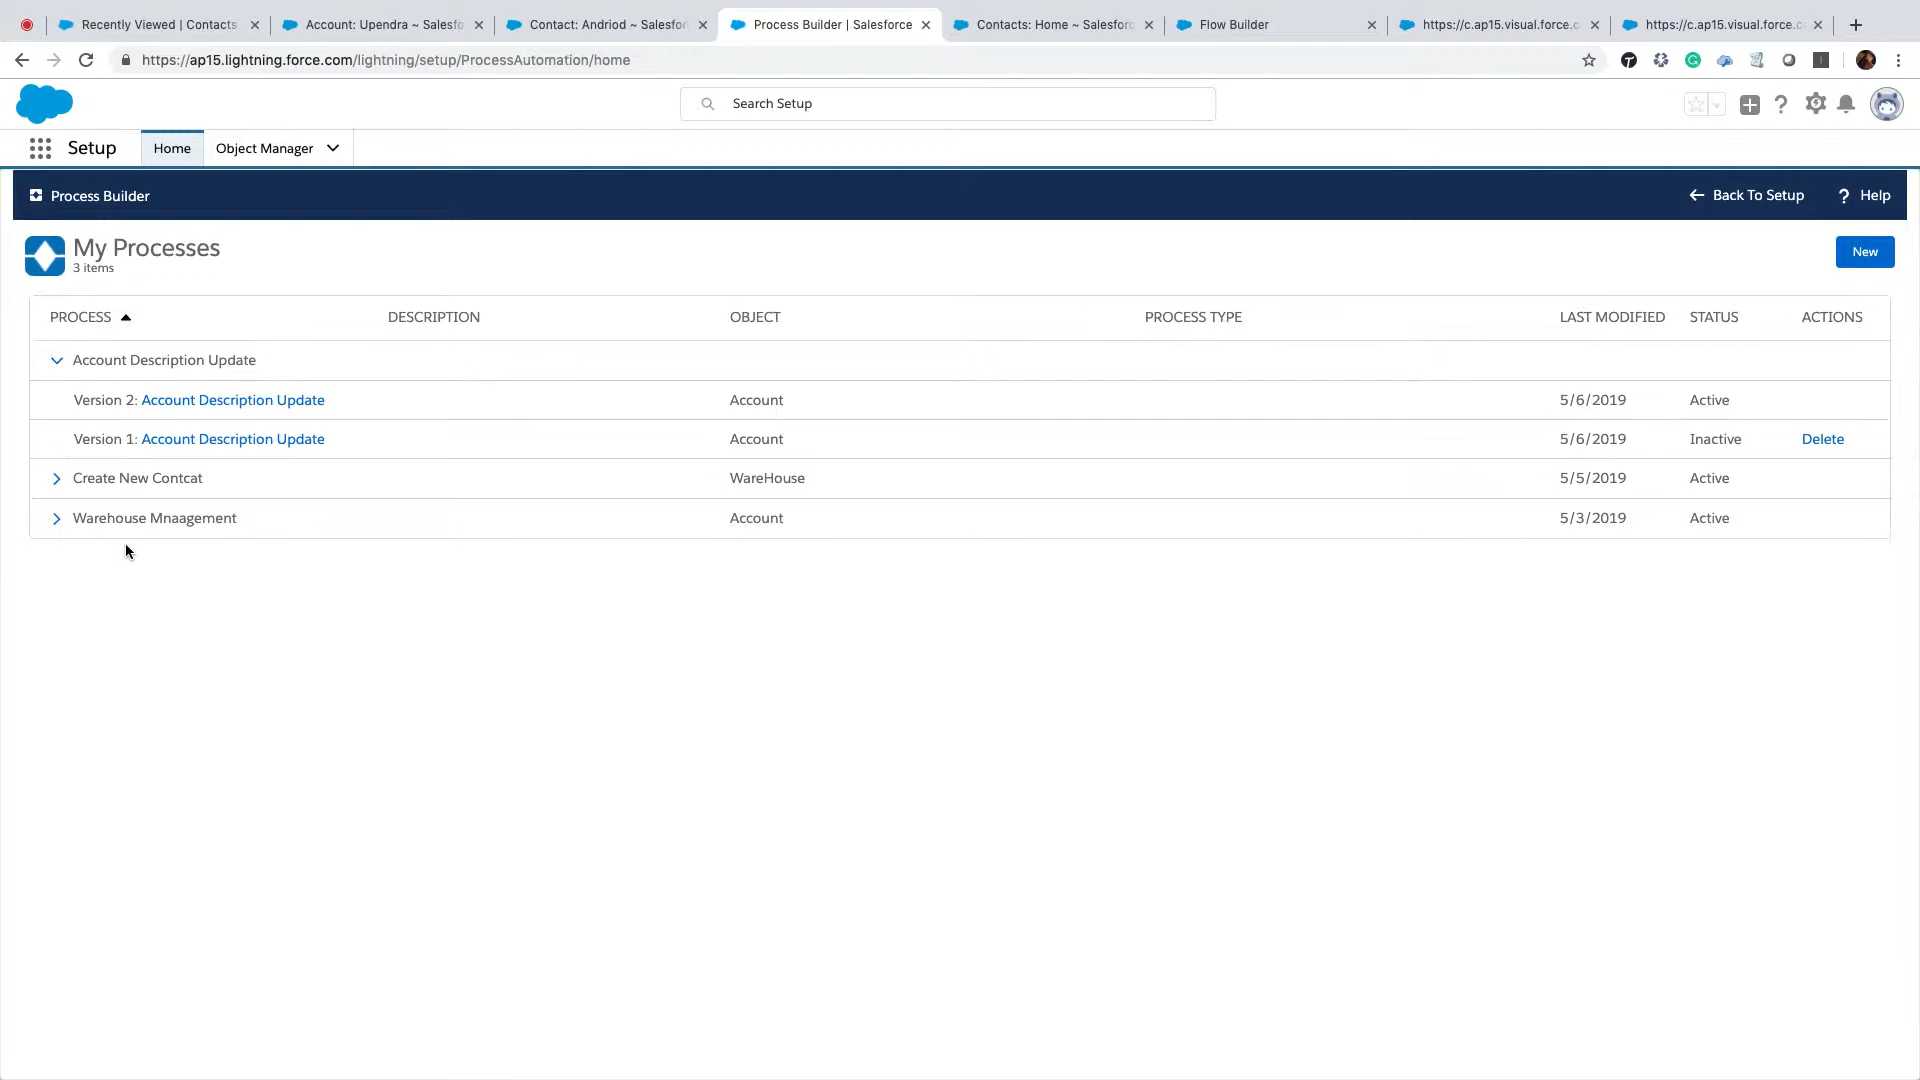 Recently Viewed | Contacts
Account: Upendra ~ Salesfo
Contact: Andriod ~ Salesfor
Process Builder | Salesforce
Contacts: Home ~ Salesforc
Flow Builder
https://c.ap15.visual.force.c
https://c.ap15.visual.force.c
https://ap15.lightning.force.com/lightning/setup/ProcessAutomation/home
Search Setup
Setup
Home
Object Manager
Process Builder
Back To Setup
? Help
My Processes
3 items
New
PROCESS DESCRIPTION OBJECT PROCESS TYPE LAST MODIFIED STATUS ACTIONS
Account Description Update
Version 2: Account Description Update Account 5/6/2019 Active
Version 1: Account Description Update Account 5/6/2019 Inactive Delete
Create New Contcat WareHouse 5/5/2019 Active
Warehouse Mnaagement Account 5/3/2019 Active